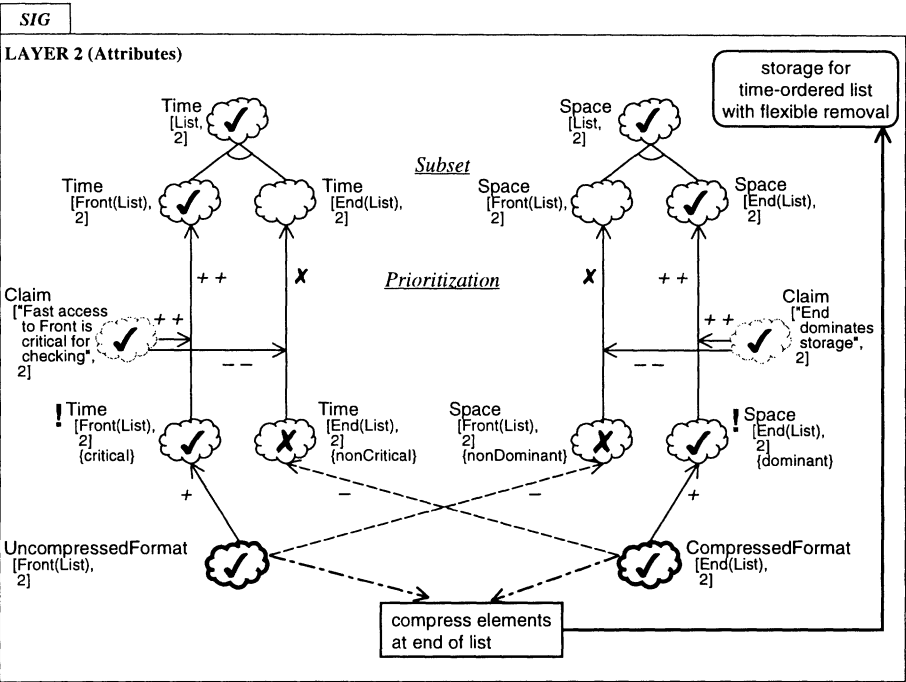 SIG
LAYER 2 (Attributes)
storage for
time-ordered list
with flexible removal
Time
[List,
2]
Space
[List,
2]
Subset
Time
[Front(List),
2]
Time
[End(List),
2]
Space
[Front(List),
2]
Space
[End(List),
2]
++
✗
Prioritization
✗
++
Claim
["Fast access
to Front is
critical for
checking",
2]
++
--
Claim
["End
dominates
storage",
2]
++
--
! Time
[Front(List),
2]
{critical}
Time
[End(List),
2]
{nonCritical}
Space
[Front(List),
2]
{nonDominant}
! Space
[End(List),
2]
{dominant}
+
-
-
+
UncompressedFormat
[Front(List),
2]
CompressedFormat
[End(List),
2]
compress elements
at end of list